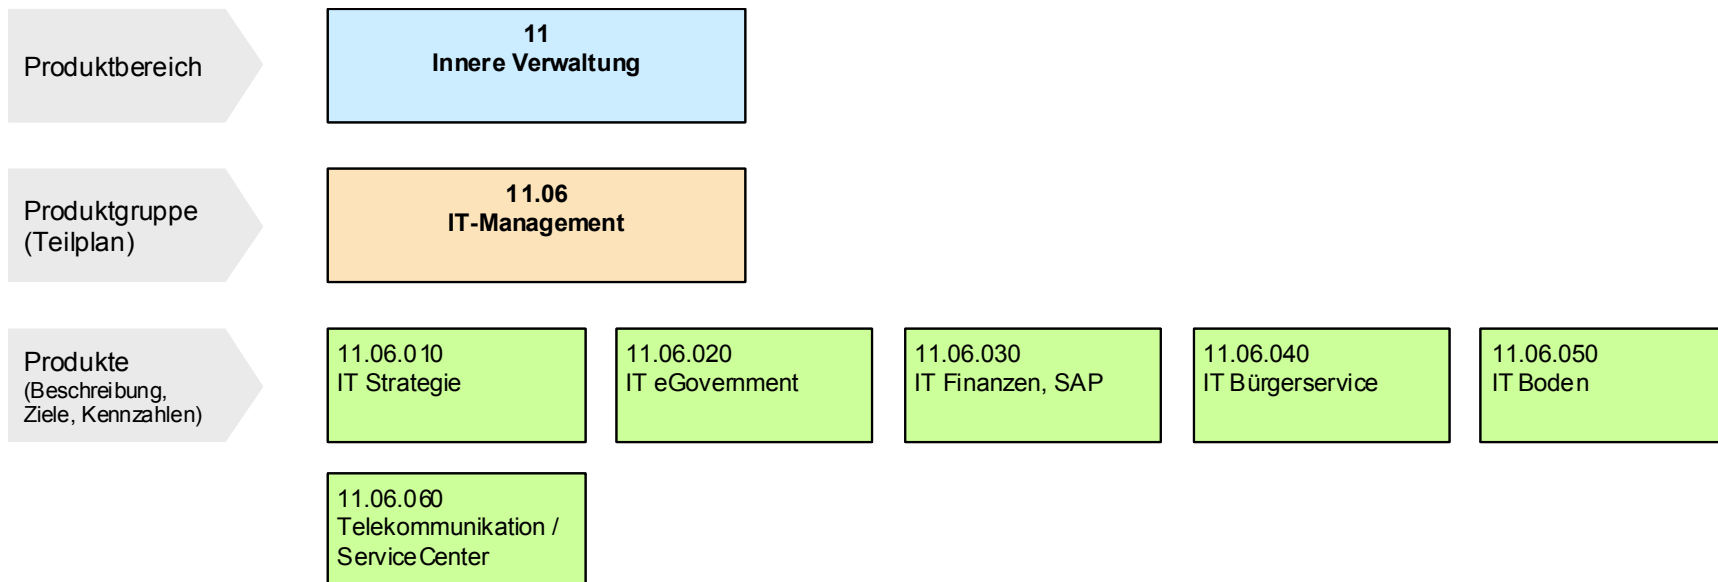 Produktbereich
11
Innere Verwaltung
Produktgruppe
(Teilplan)
11.06
IT-Management
Produkte
(Beschreibung,
Ziele, Kennzahlen)
11.06.010
IT Strategie
11.06.020
IT eGovernment
11.06.030
IT Finanzen, SAP
11.06.040
IT Bürgerservice
11.06.050
IT Boden
11.06.060
Telekommunikation /
ServiceCenter